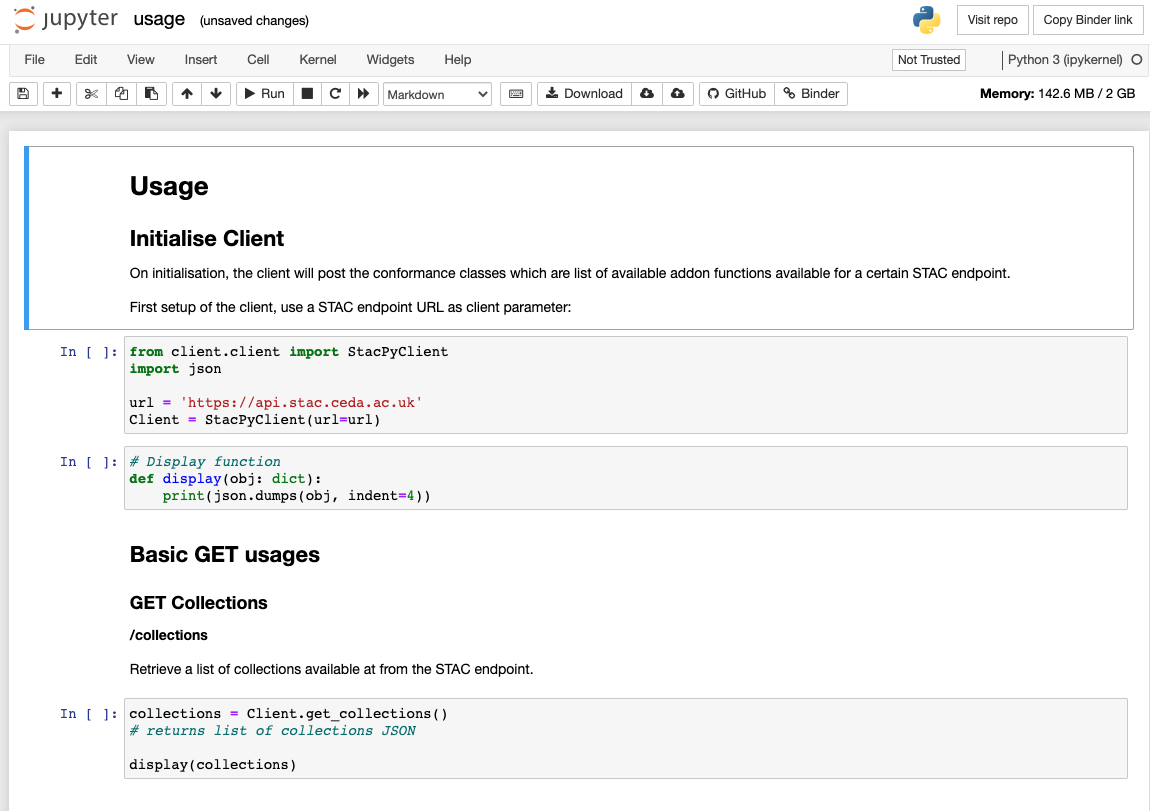 jupyter usage (unsaved changes) Visit repo Copy Binder link
File Edit View Insert Cell Kernel Widgets Help Not Trusted Python 3 (ipykernel)
Run Markdown Download GitHub Binder Memory: 142.6 MB / 2 GB
Usage
Initialise Client
On initialisation, the client will post the conformance classes which are list of available addon functions available for a certain STAC endpoint.
First setup of the client, use a STAC endpoint URL as client parameter:
In [ ]: from client.client import StacPyClient
import json
url = 'https://api.stac.ceda.ac.uk'
Client = StacPyClient(url=url)
In [ ]: # Display function
def display(obj: dict):
    print(json.dumps(obj, indent=4))
Basic GET usages
GET Collections
/collections
Retrieve a list of collections available at from the STAC endpoint.
In [ ]: collections = Client.get_collections()
# returns list of collections JSON
display(collections)